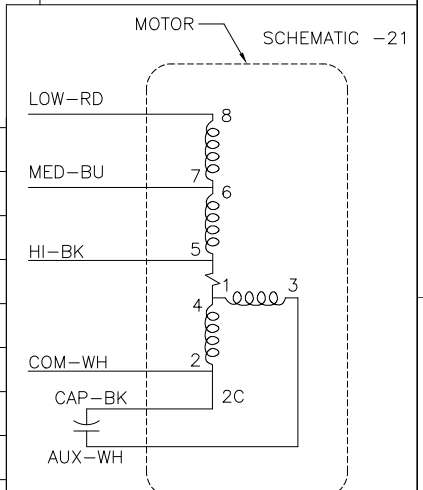 MOTOR
SCHEMATIC -21
LOW-RD
8
MED-BU
7
6
HI-BK
5
1
3
4
COM-WH
2
CAP-BK
2C
AUX-WH